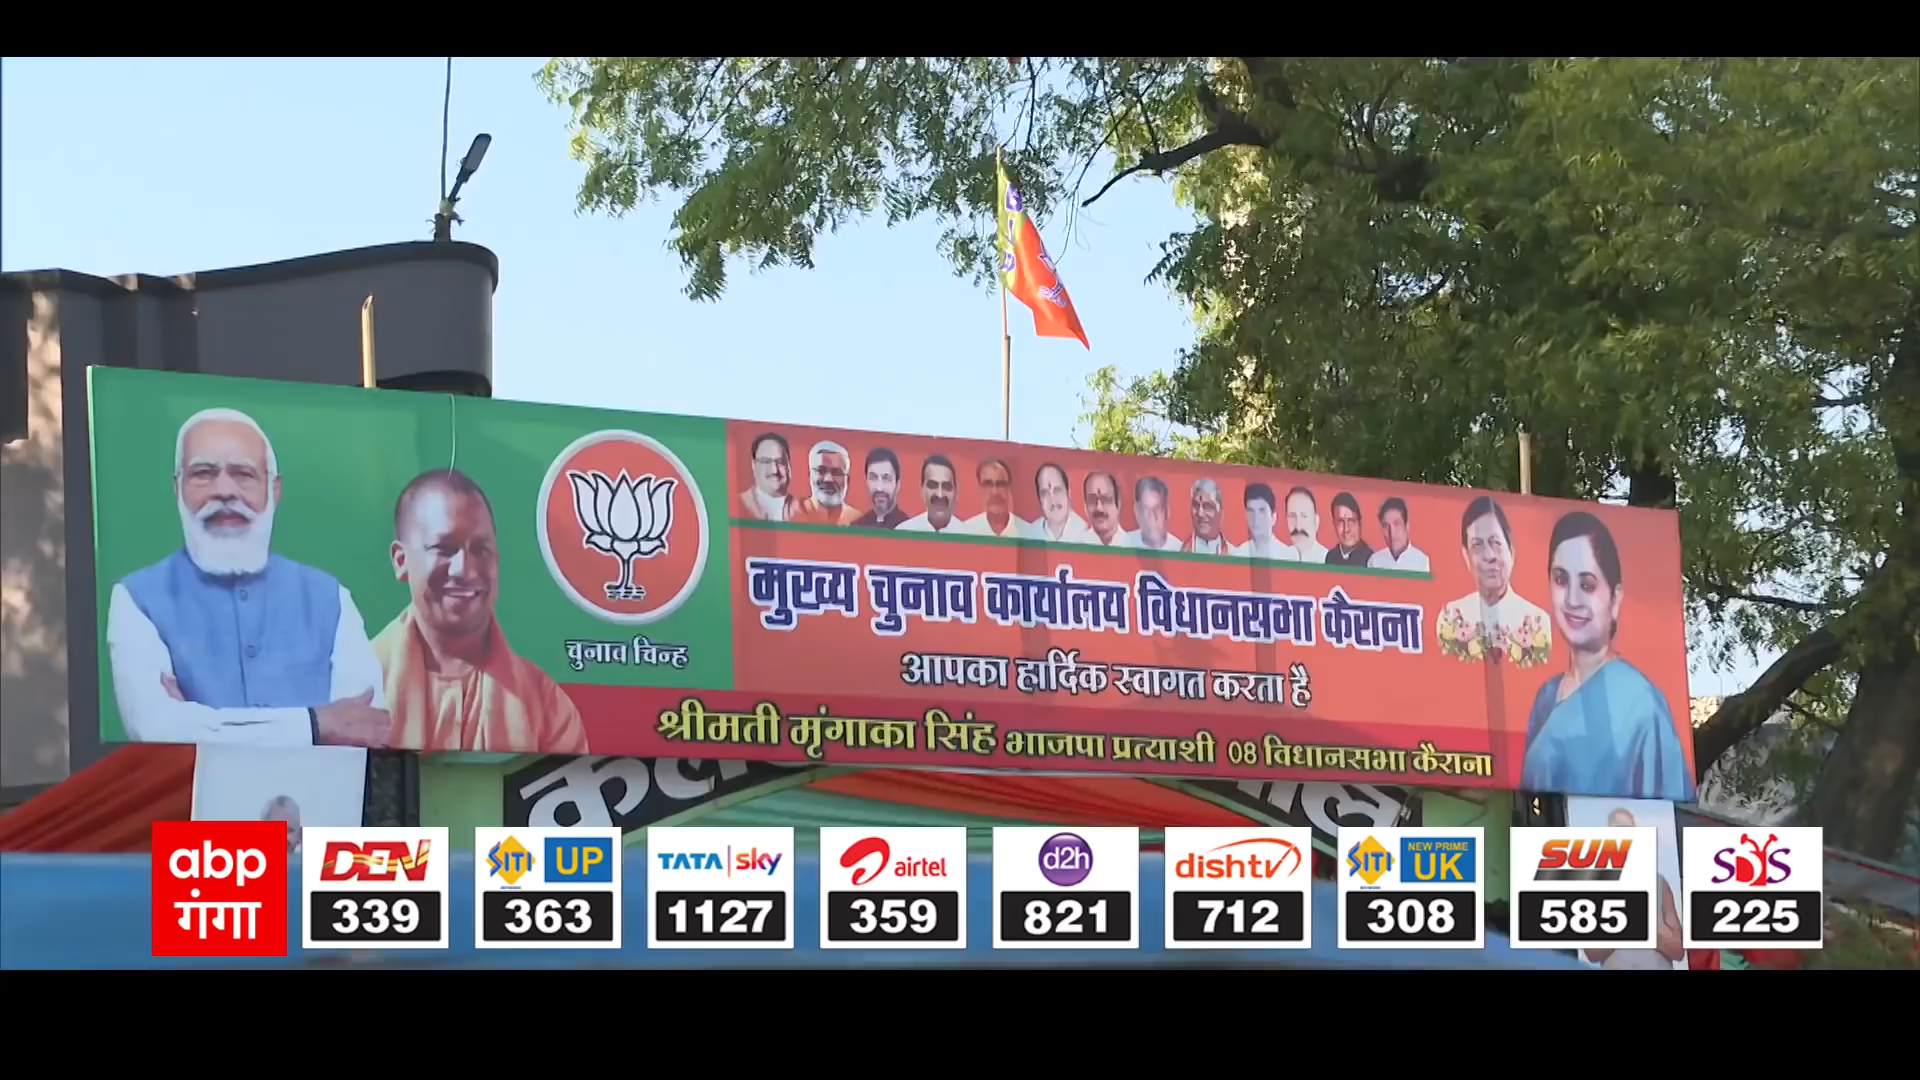 चुनाव चिन्ह
मुख्य चुनाव कार्यालय विधानसभा कैराना
आपका हार्दिक स्वागत करता है
श्रीमती मृंगाका सिंह भाजपा प्रत्याशी 08 विधानसभा कैराना
abp
गंगा
DEN
339
SITI UP
363
TATA sky
1127
airtel
359
d2h
821
dishtv
712
SITI NEW PRIME UK
308
SUN
585
SDS
225